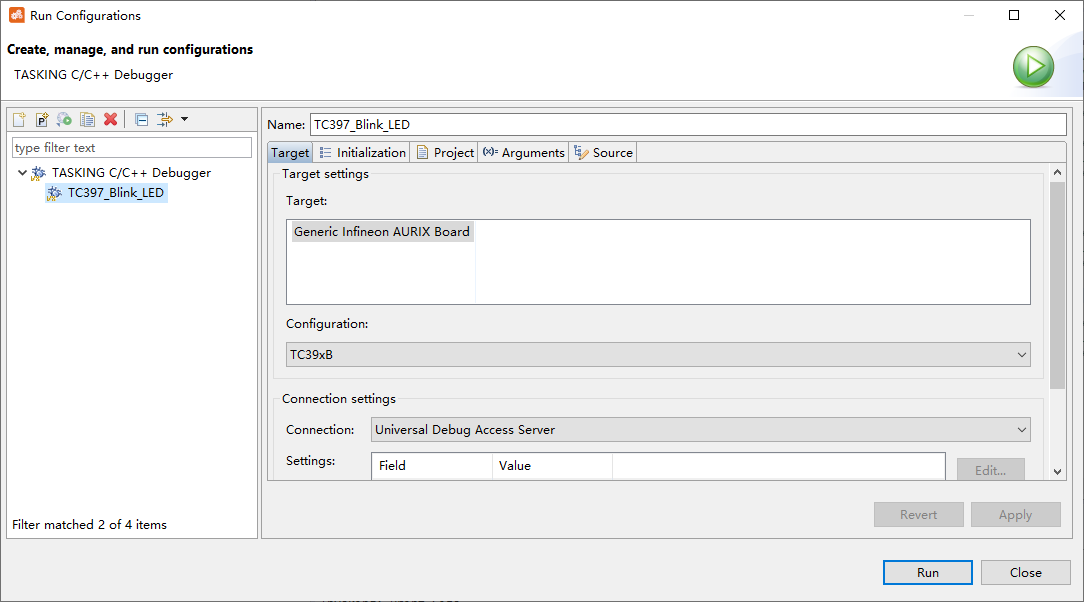 Run Configurations
Create, manage, and run configurations
TASKING C/C++ Debugger
type filter text
TASKING C/C++ Debugger
TC397_Blink_LED
Filter matched 2 of 4 items
Name: TC397_Blink_LED
Target Initialization Project Arguments Source
Target settings
Target:
Generic Infineon AURIX Board
Configuration:
TC39xB
Connection settings
Connection: Universal Debug Access Server
Settings: Field Value
Edit...
Revert Apply
Run Close